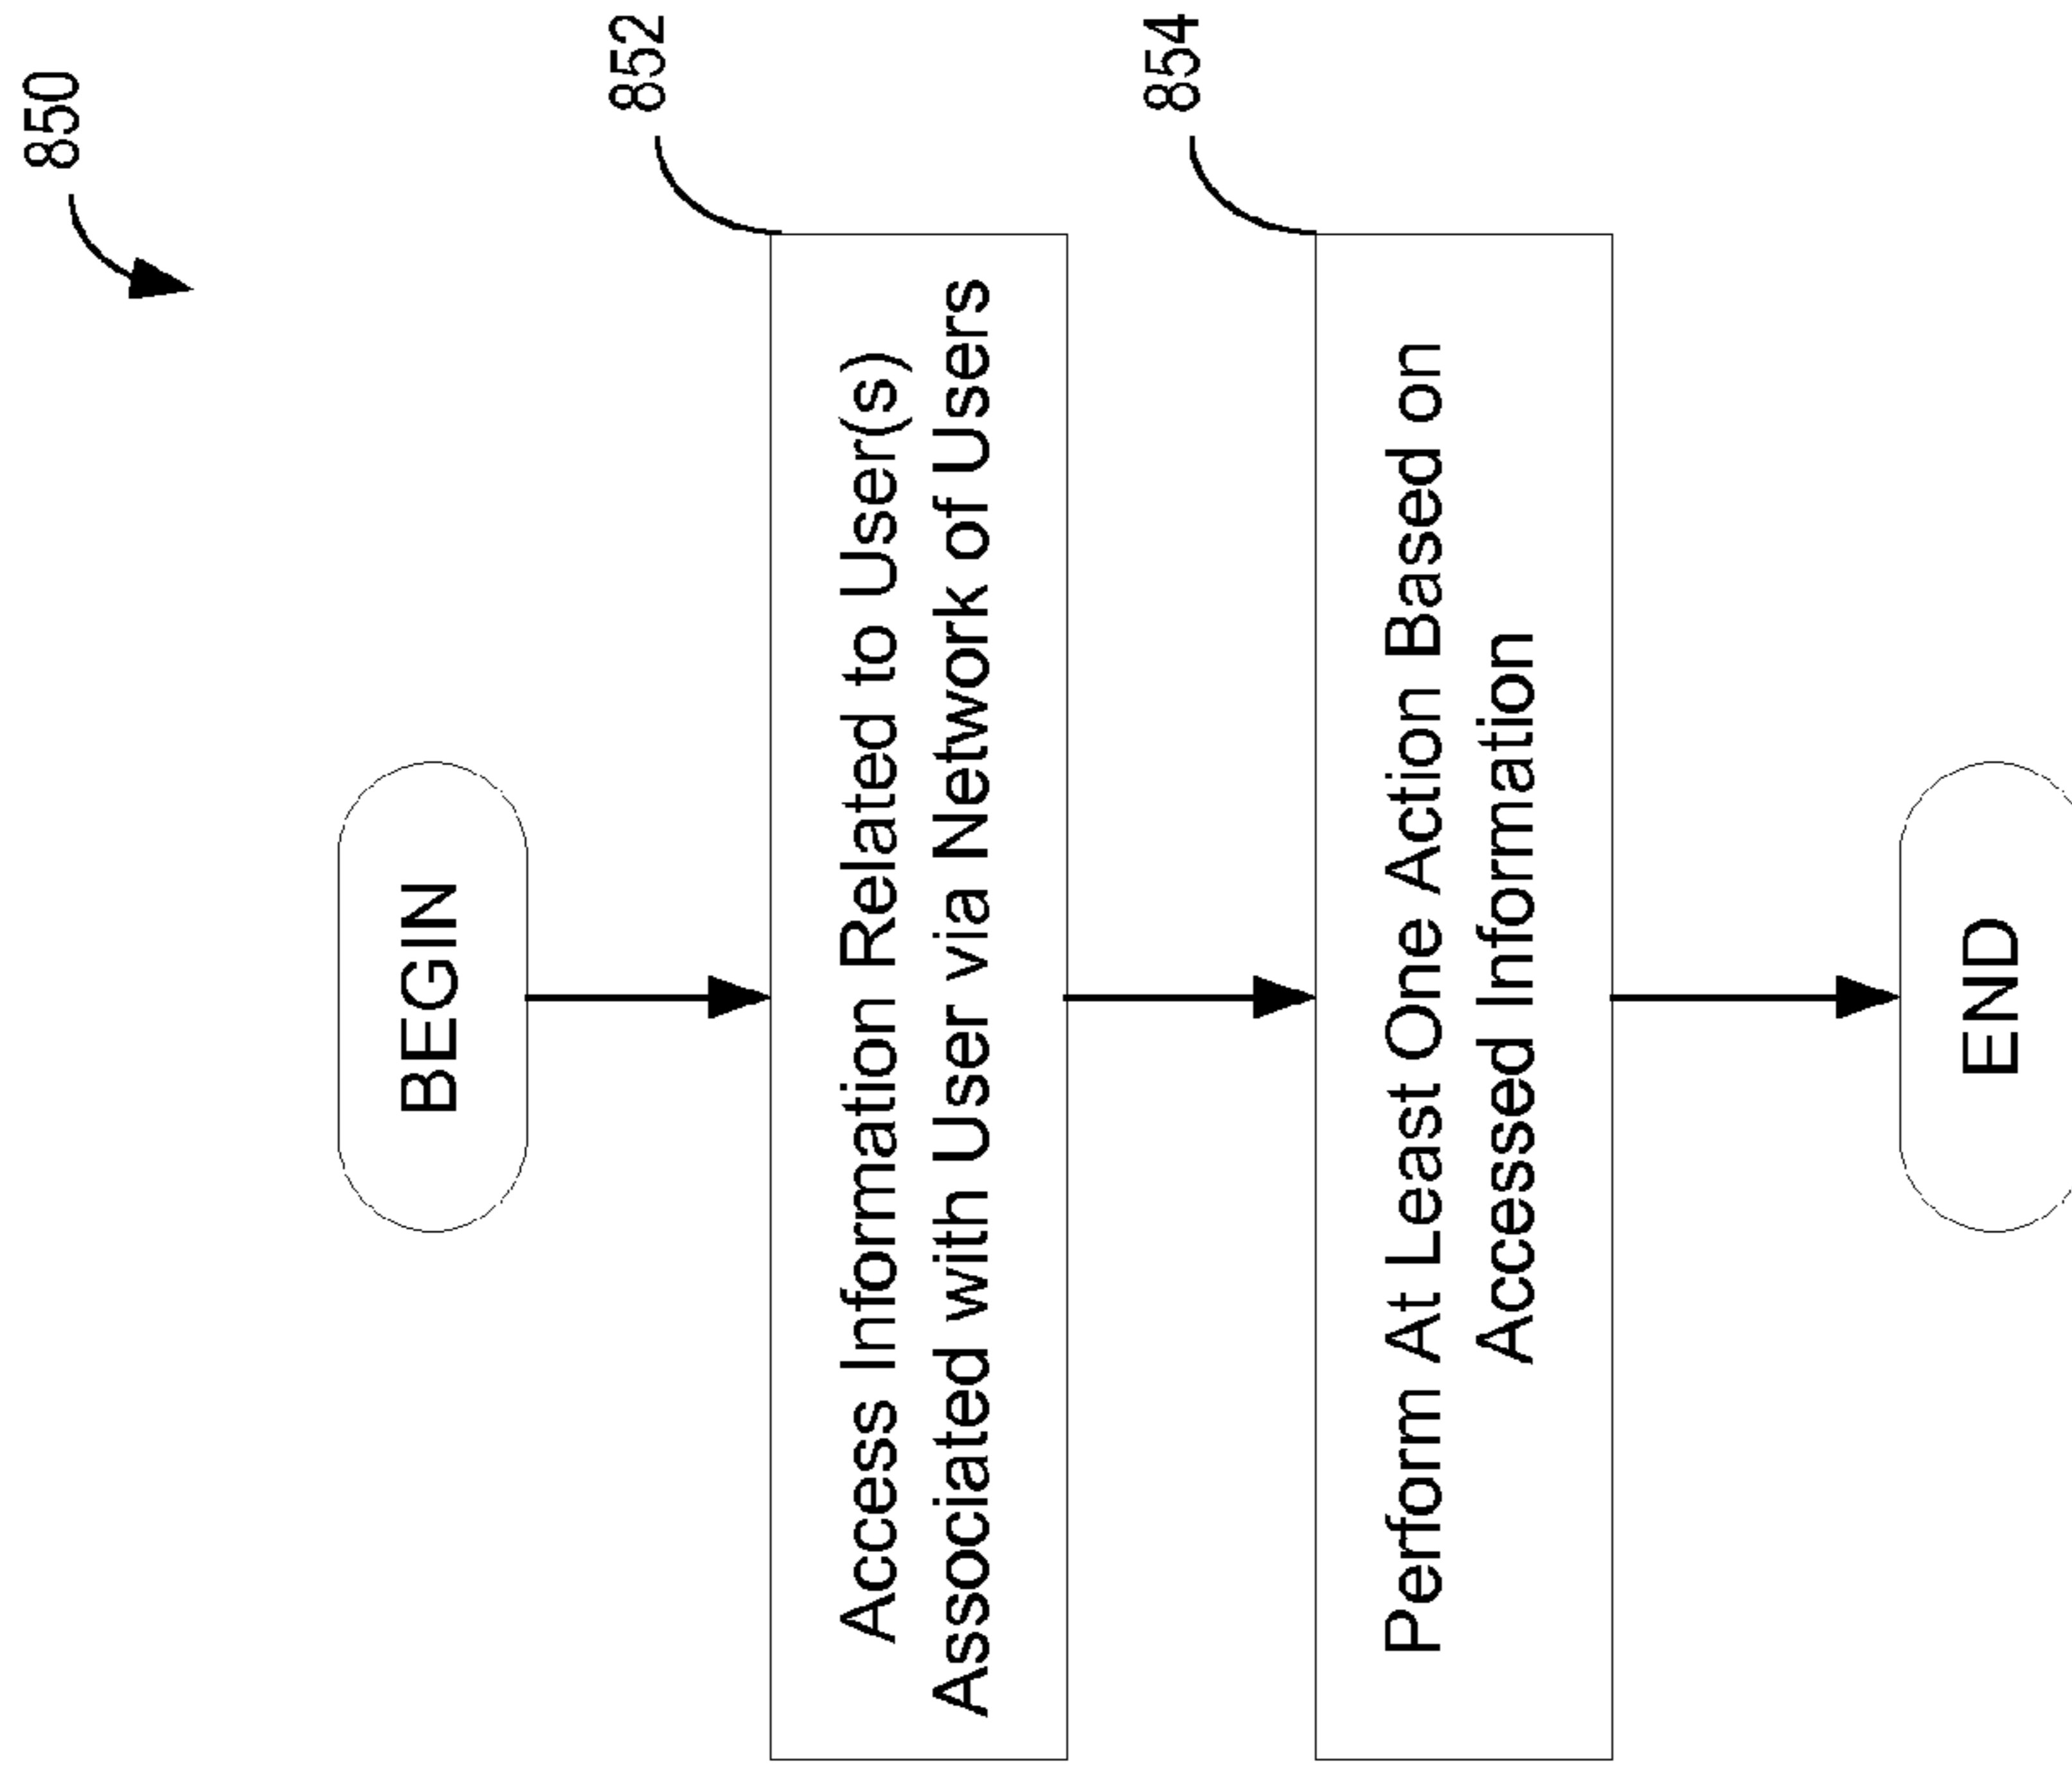 850
BEGIN
852
Access Information Related to User(s)
Associated with User via Network of Users
854
Perform At Least One Action Based on
Accessed Information
END